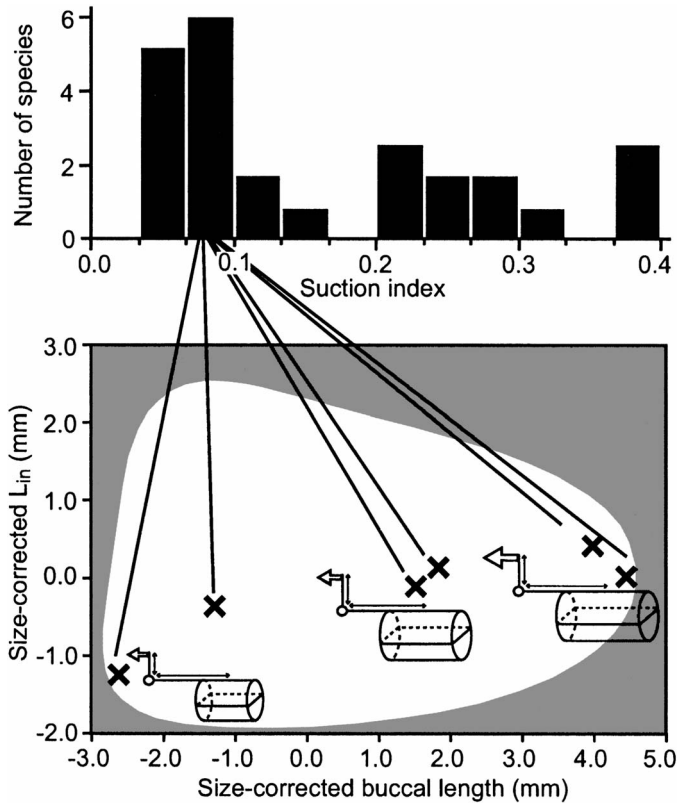 Number of species
6
4
2
0
0.0 0.1 0.2 0.3 0.4
Suction index
Size-corrected Lin (mm)
3.0
2.0
1.0
0.0
-1.0
-2.0
-3.0 -2.0 -1.0 0.0 1.0 2.0 3.0 4.0 5.0
Size-corrected buccal length (mm)